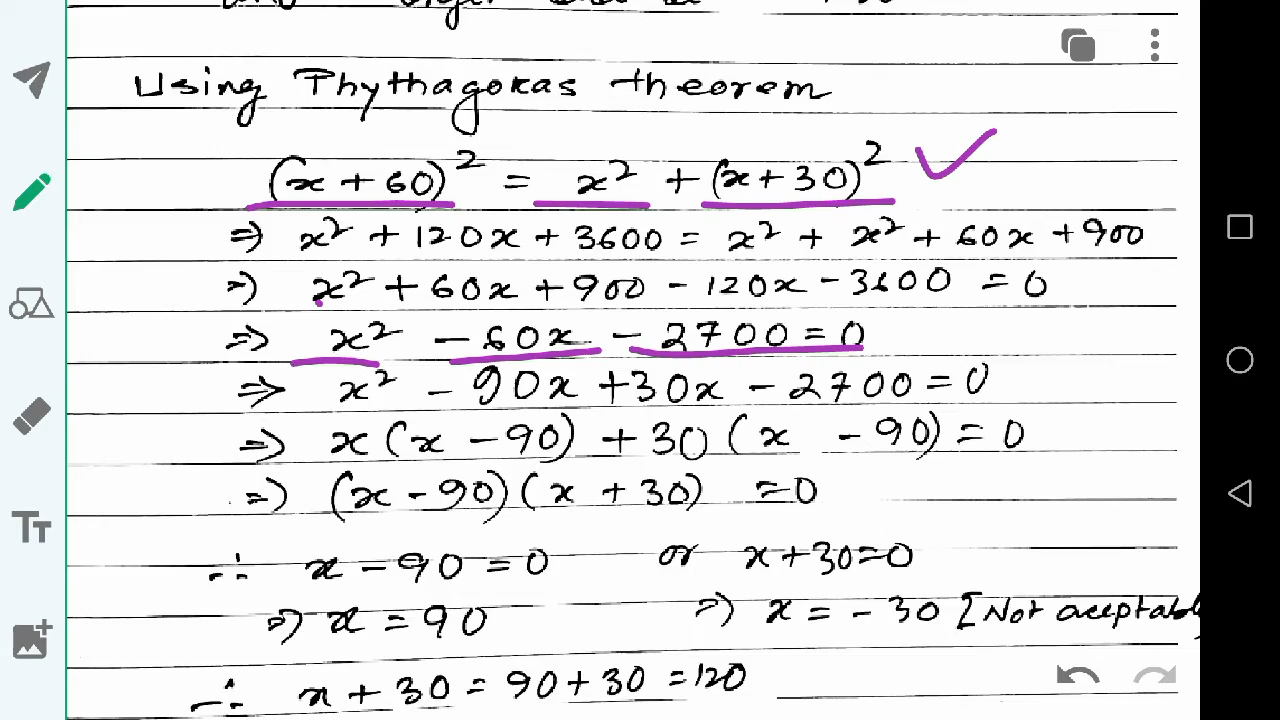 Using Phythagoras theorem
(x + 60)² = x² + (x + 30)²
⇒ x² + 120x + 3600 = x² + x² + 60x + 900
⇒ x² + 60x + 900 - 120x - 3600 = 0
⇒ x² - 60x - 2700 = 0
⇒ x² - 90x + 30x - 2700 = 0
⇒ x(x - 90) + 30(x - 90) = 0
⇒ (x - 90)(x + 30) = 0
∴ x - 90 = 0 or x + 30 = 0
⇒ x = 90 ⇒ x = - 30 [Not aceptabl
∴ x + 30 = 90 + 30 = 120
TT